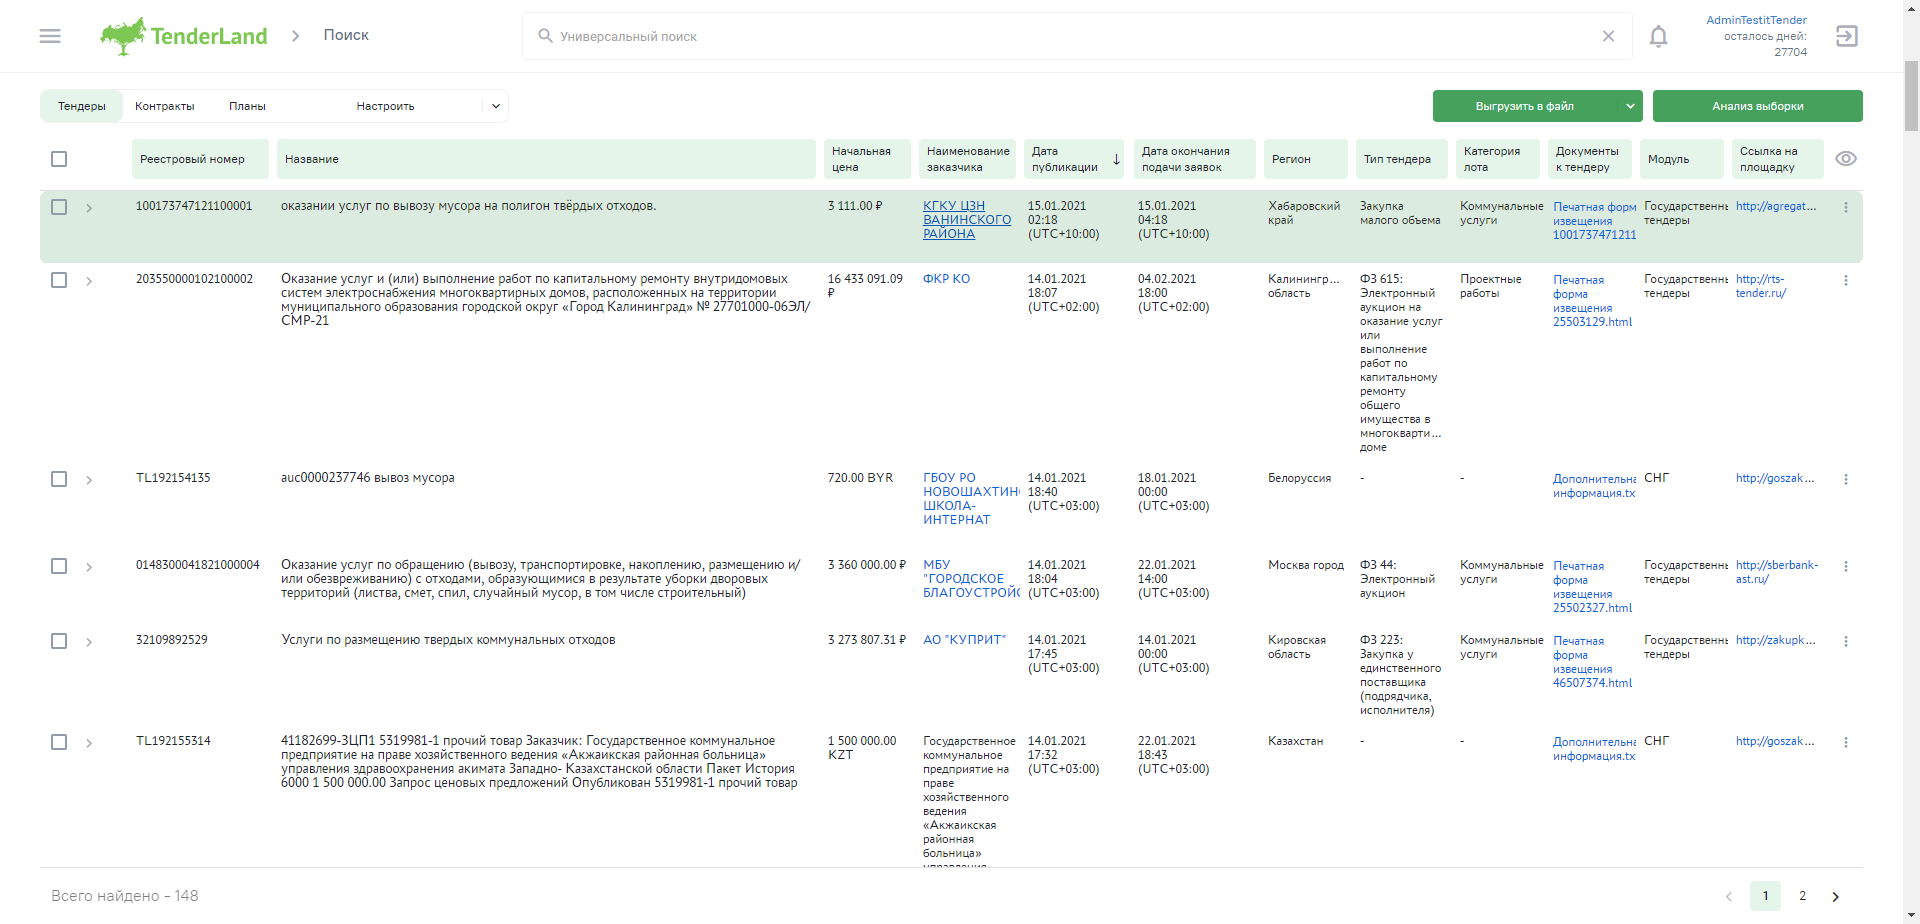 TenderLand
Поиск
Универсальный поиск
AdminTestitTender
осталось дней:
27704
Тендеры
Контракты
Планы
Настроить
Выгрузить в файл
Анализ выборки
Реестровый номер
Название
Начальная
цена
Наименование
заказчика
Дата
публикации
Дата окончания
подачи заявок
Регион
Тип тендера
Категория
лота
Документы
к тендеру
Модуль
Ссылка на
площадку
100173747121100001
оказании услуг по вывозу мусора на полигон твёрдых отходов.
3 111.00 ₽
КГКУ ЦЗН
ВАНИНСКОГО
РАЙОНА
15.01.2021
02:18
(UTC+10:00)
15.01.2021
04:18
(UTC+10:00)
Хабаровский
край
Закупка
малого объема
Коммунальные
услуги
Печатная форм
извещения
1001737471211
Государственн
тендеры
http://agregat...
203550000102100002
Оказание услуг и (или) выполнение работ по капитальному ремонту внутридомовых
систем электроснабжения многоквартирных домов, расположенных на территории
муниципального образования городской округ «Город Калининград» № 27701000-06ЭЛ/
СМР-21
16 433 091.09
₽
ФКР КО
14.01.2021
18:07
(UTC+02:00)
04.02.2021
18:00
(UTC+02:00)
Калинингр...
область
ФЗ 615:
Электронный
аукцион на
оказание услуг
или
выполнение
работ по
капитальному
ремонту
общего
имущества в
многокварти...
доме
Проектные
работы
Печатная
форма
извещения
25503129.html
Государственн
тендеры
http://rts-
tender.ru/
TL192154135
auc0000237746 вывоз мусора
720.00 BYR
ГБОУ РО
НОВОШАХТИН
ШКОЛА-
ИНТЕРНАТ
14.01.2021
18:40
(UTC+03:00)
18.01.2021
00:00
(UTC+03:00)
Белоруссия
-
-
Дополнительна
информация.tx
СНГ
http://goszak...
0148300041821000004
Оказание услуг по обращению (вывозу, транспортировке, накоплению, размещению и/
или обезвреживанию) с отходами, образующимися в результате уборки дворовых
территорий (листва, смет, спил, случайный мусор, в том числе строительный)
3 360 000.00 ₽
МБУ
"ГОРОДСКОЕ
БЛАГОУСТРОЙС
14.01.2021
18:04
(UTC+03:00)
22.01.2021
14:00
(UTC+03:00)
Москва город
ФЗ 44:
Электронный
аукцион
Коммунальные
услуги
Печатная
форма
извещения
25502327.html
Государственн
тендеры
http://sberbank-
ast.ru/
32109892529
Услуги по размещению твердых коммунальных отходов
3 273 807.31 ₽
АО "КУПРИТ"
14.01.2021
17:45
(UTC+03:00)
14.01.2021
00:00
(UTC+03:00)
Кировская
область
ФЗ 223:
Закупка у
единственного
поставщика
(подрядчика,
исполнителя)
Коммунальные
услуги
Печатная
форма
извещения
46507374.html
Государственн
тендеры
http://zakupk...
TL192155314
41182699-ЗЦП1 5319981-1 прочий товар Заказчик: Государственное коммунальное
предприятие на праве хозяйственного ведения «Акжаикская районная больница»
управления здравоохранения акимата Западно- Казахстанской области Пакет История
6000 1 500 000.00 Запрос ценовых предложений Опубликован 5319981-1 прочий товар
1 500 000.00
KZT
Государственное
коммунальное
предприятие на
праве
хозяйственного
ведения
«Акжаикская
районная
больница»
14.01.2021
17:32
(UTC+03:00)
22.01.2021
18:43
(UTC+03:00)
Казахстан
-
-
Дополнительна
информация.tx
СНГ
http://goszak...
Всего найдено - 148
1
2